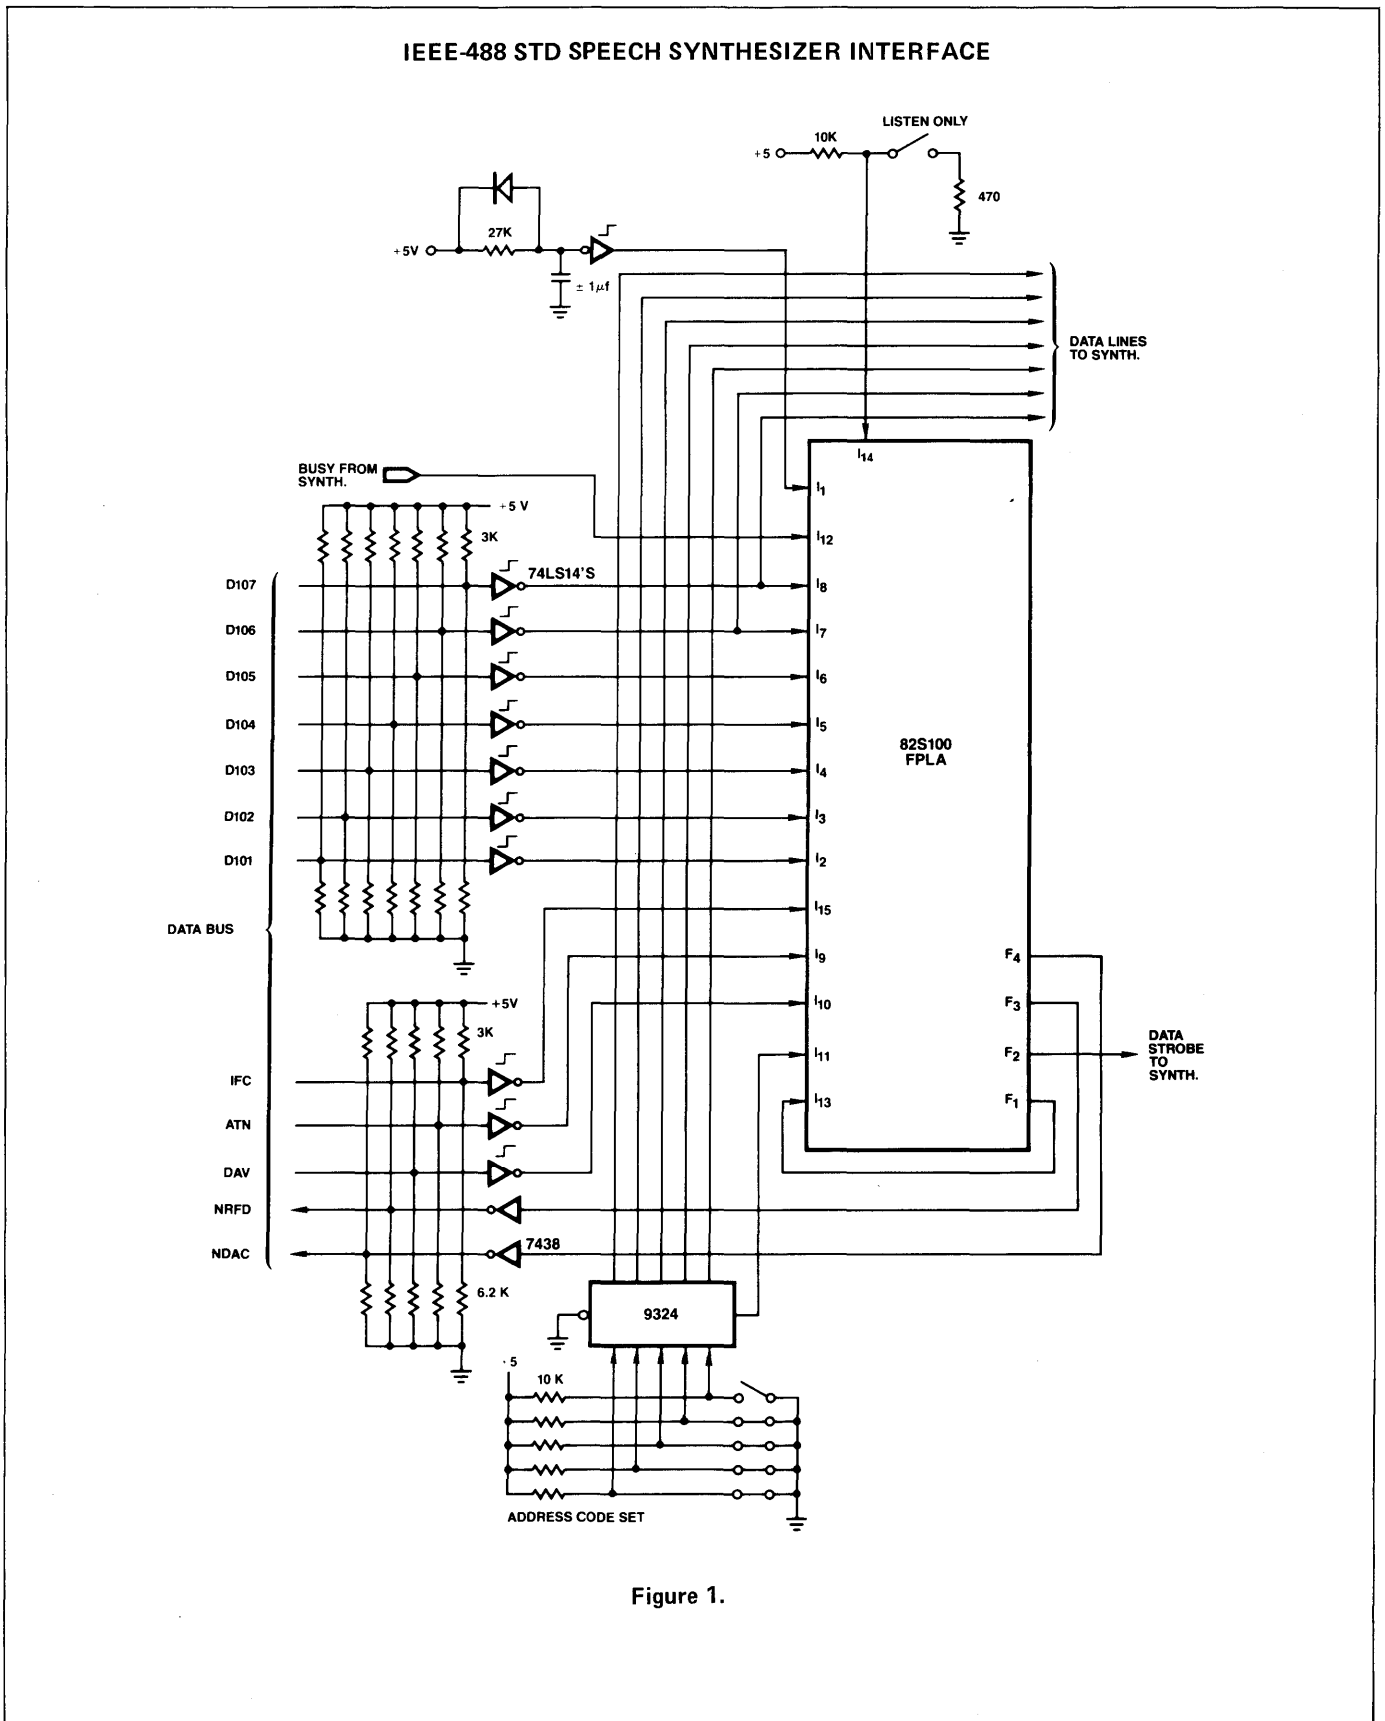 IEEE-488 STD SPEECH SYNTHESIZER INTERFACE
LISTEN ONLY
10K
+5
470
27K
+5V
± 1µf
DATA LINES
TO SYNTH.
I14
BUSY FROM
SYNTH.
I1
+5 V
3K
I12
D107
74LS14'S
I8
D106
I7
D105
I6
D104
I5
82S100
FPLA
D103
I4
D102
I3
D101
I2
I15
DATA BUS
I9
F4
+5V
I10
F3
3K
DATA
STROBE
TO
SYNTH.
I11
F2
IFC
I13
F1
ATN
DAV
NRFD
NDAC
7438
6.2 K
9324
·5
10 K
ADDRESS CODE SET
Figure 1.